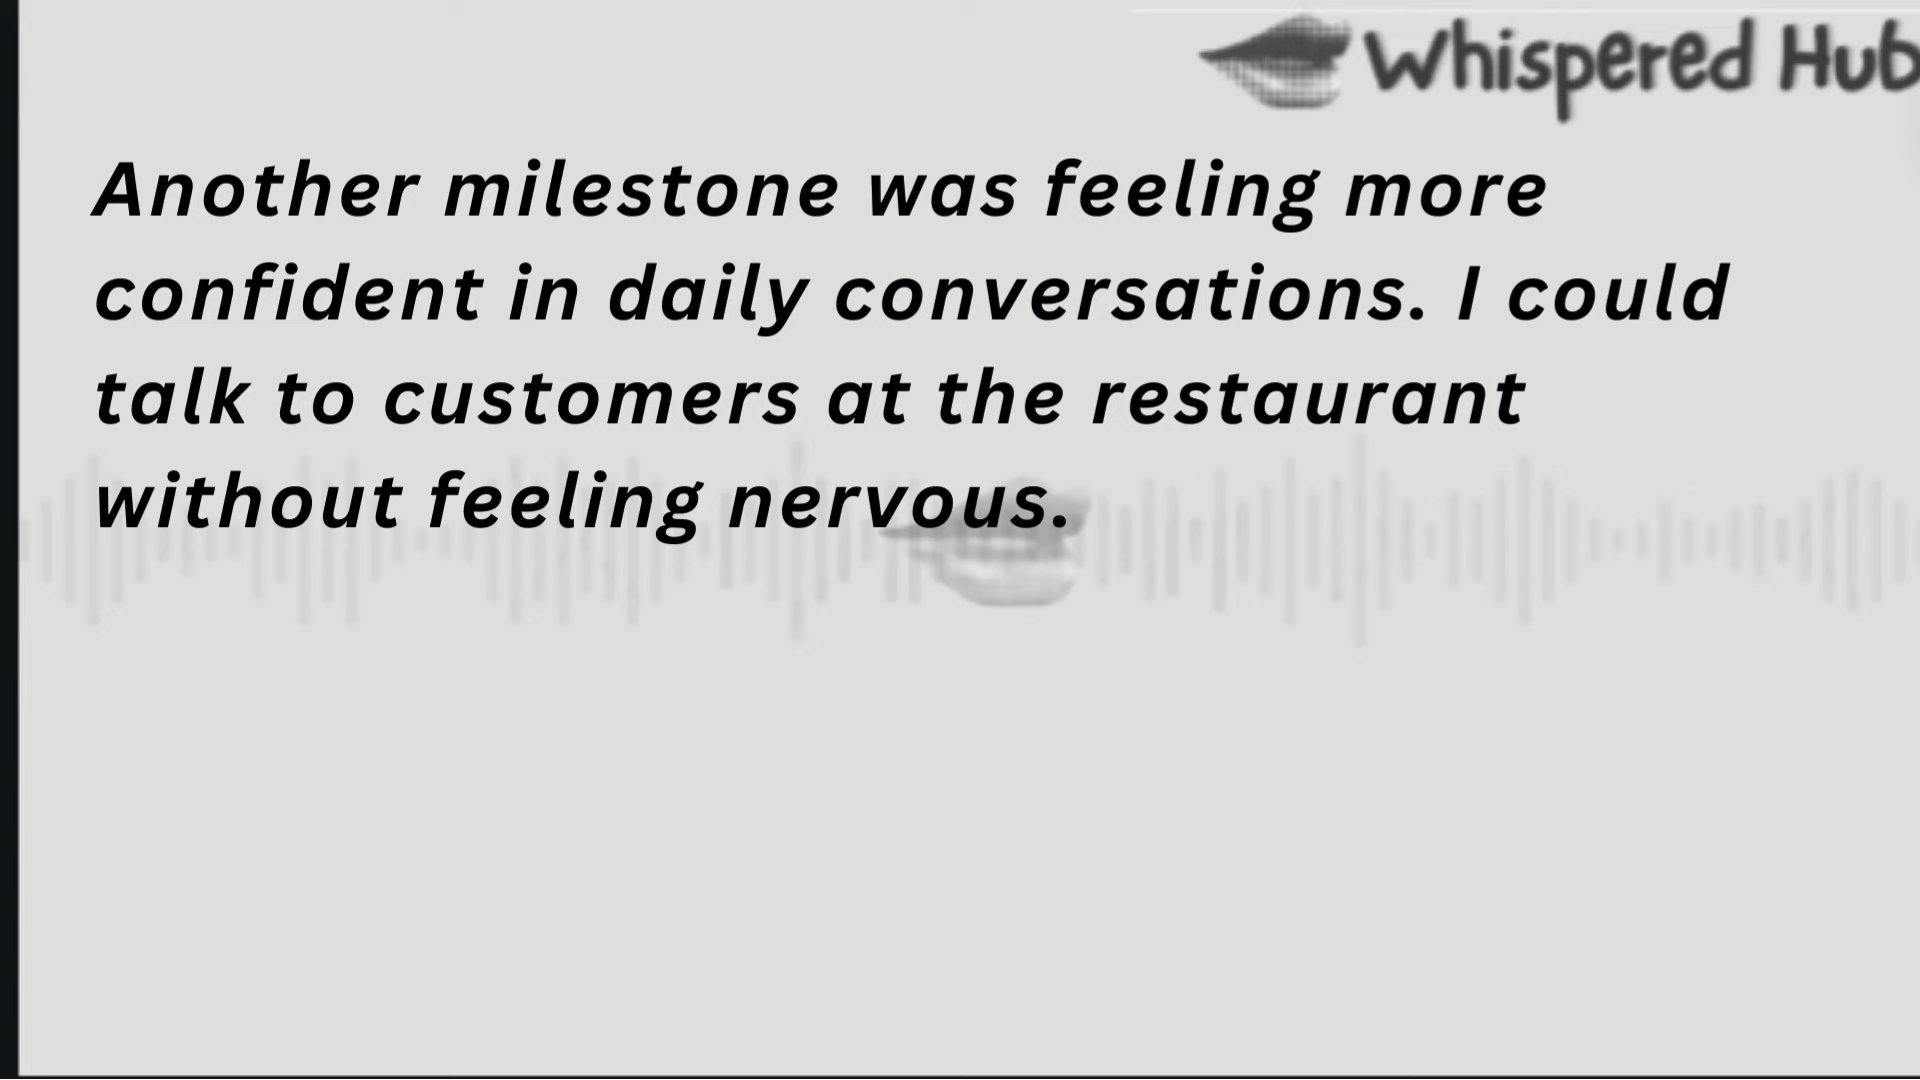 Whispered Hub
Another milestone was feeling more
confident in daily conversations. I could
talk to customers at the restaurant
without feeling nervous.